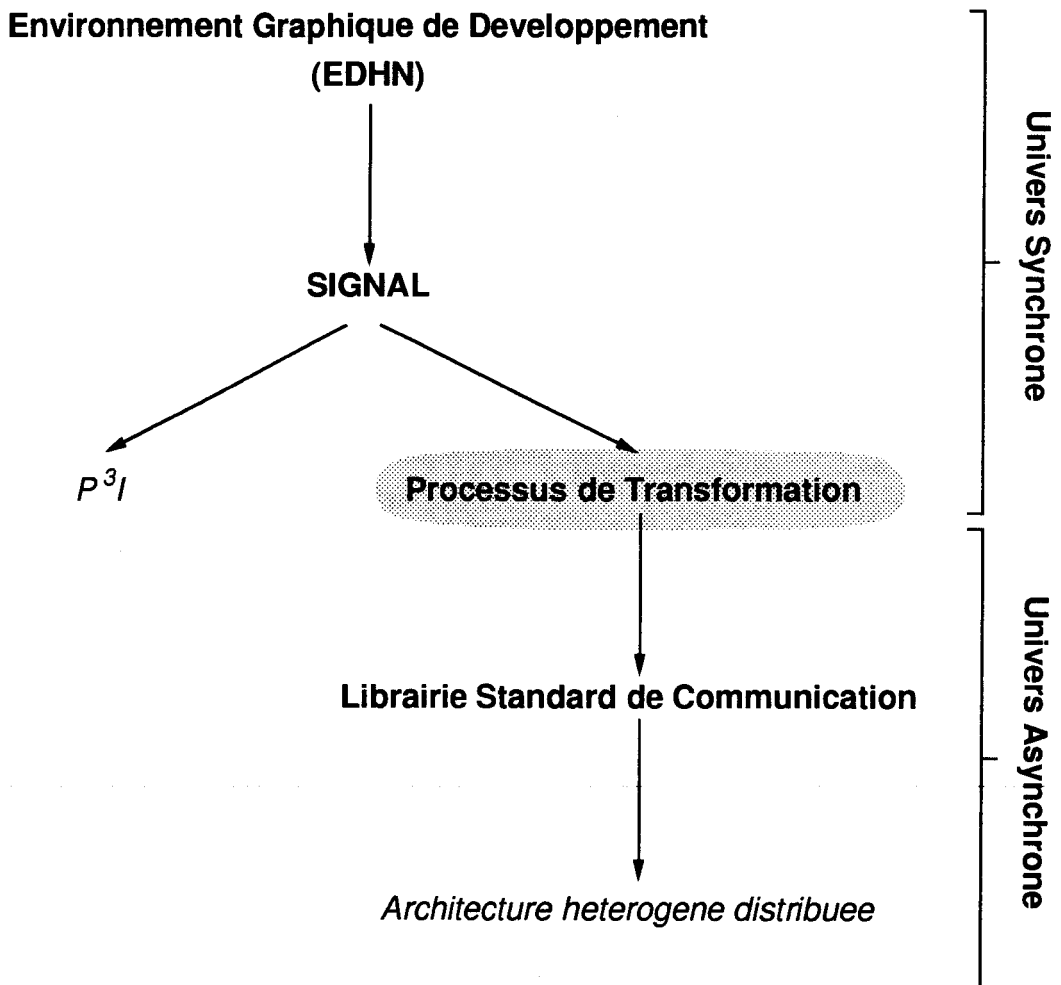 Environnement Graphique de Developpement
(EDHN)
SIGNAL
P³I
Processus de Transformation
Librairie Standard de Communication
Architecture heterogene distribuee
Univers Synchrone
Univers Asynchrone